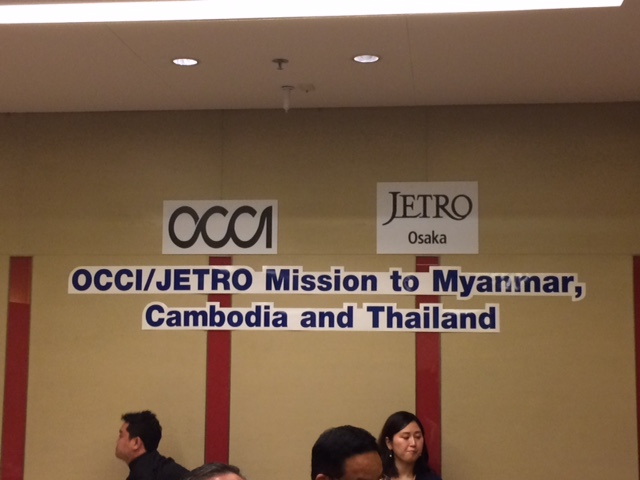 OCCI
JETRO
Osaka
OCCI/JETRO Mission to Myanmar,
Cambodia and Thailand